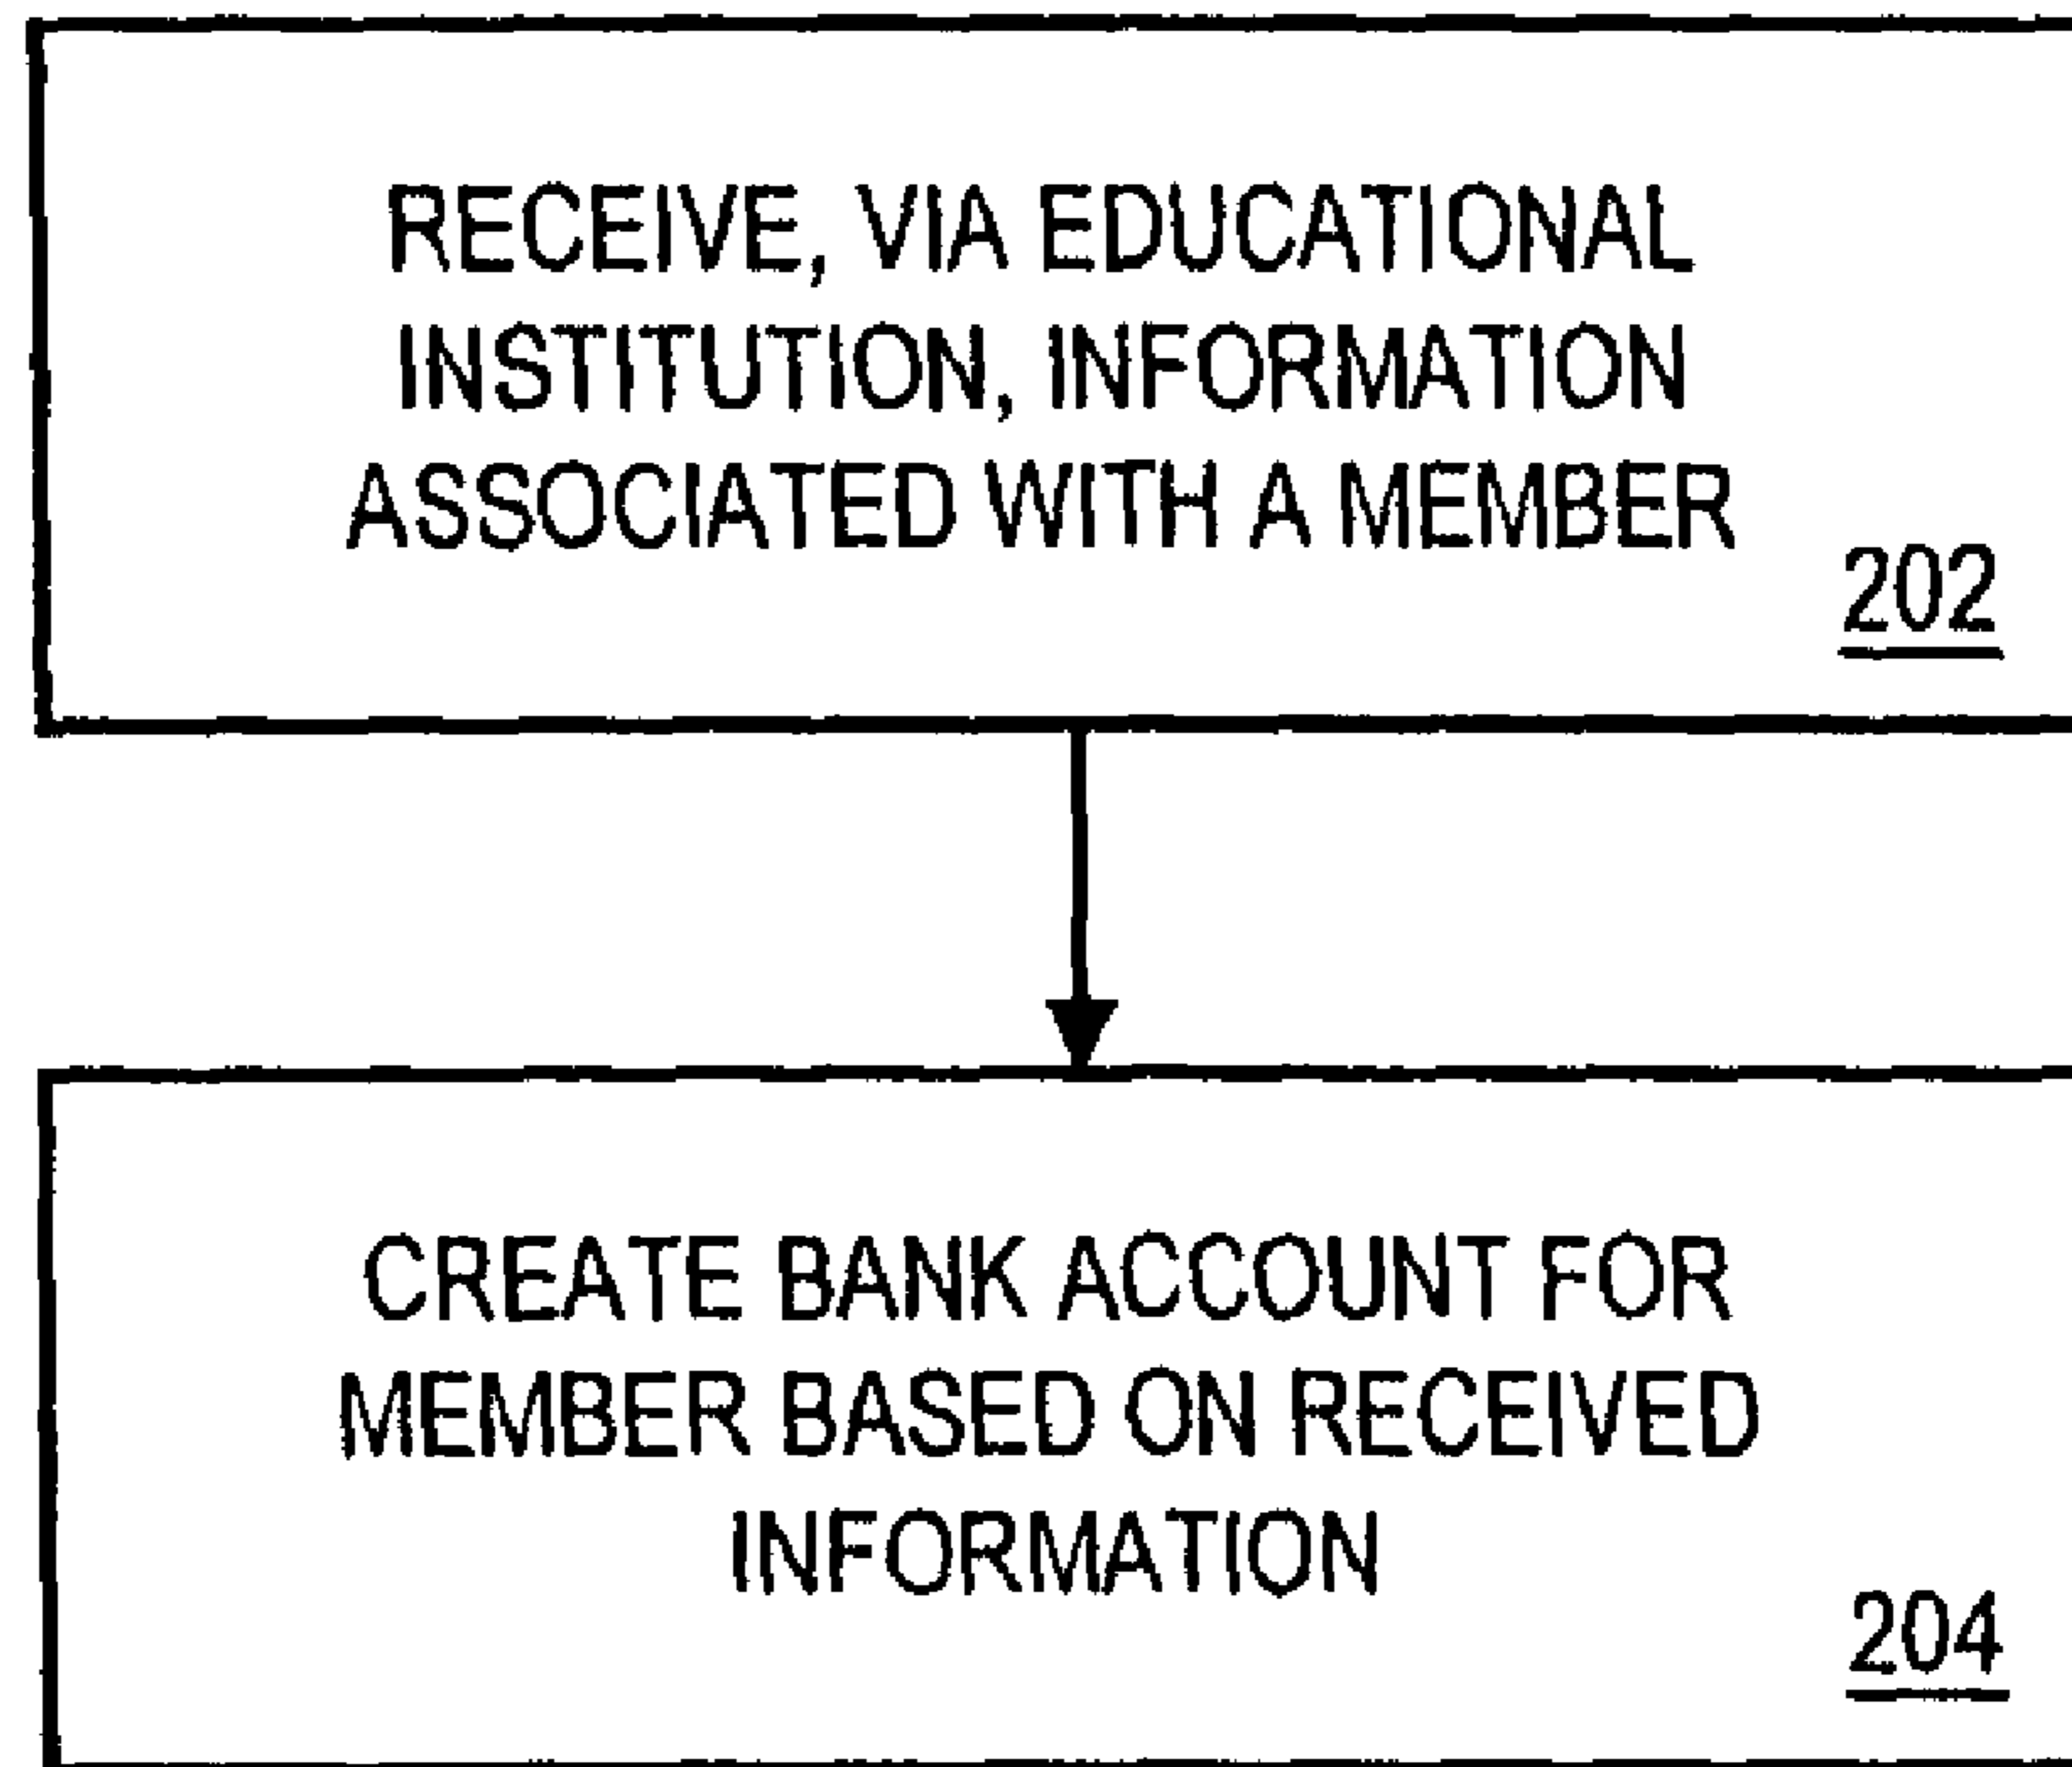 RECEIVE, VIA EDUCATIONAL
INSTITUTION, INFORMATION
ASSOCIATED WITH A MEMBER
202
CREATE BANK ACCOUNT FOR
MEMBER BASED ON RECEIVED
INFORMATION
204